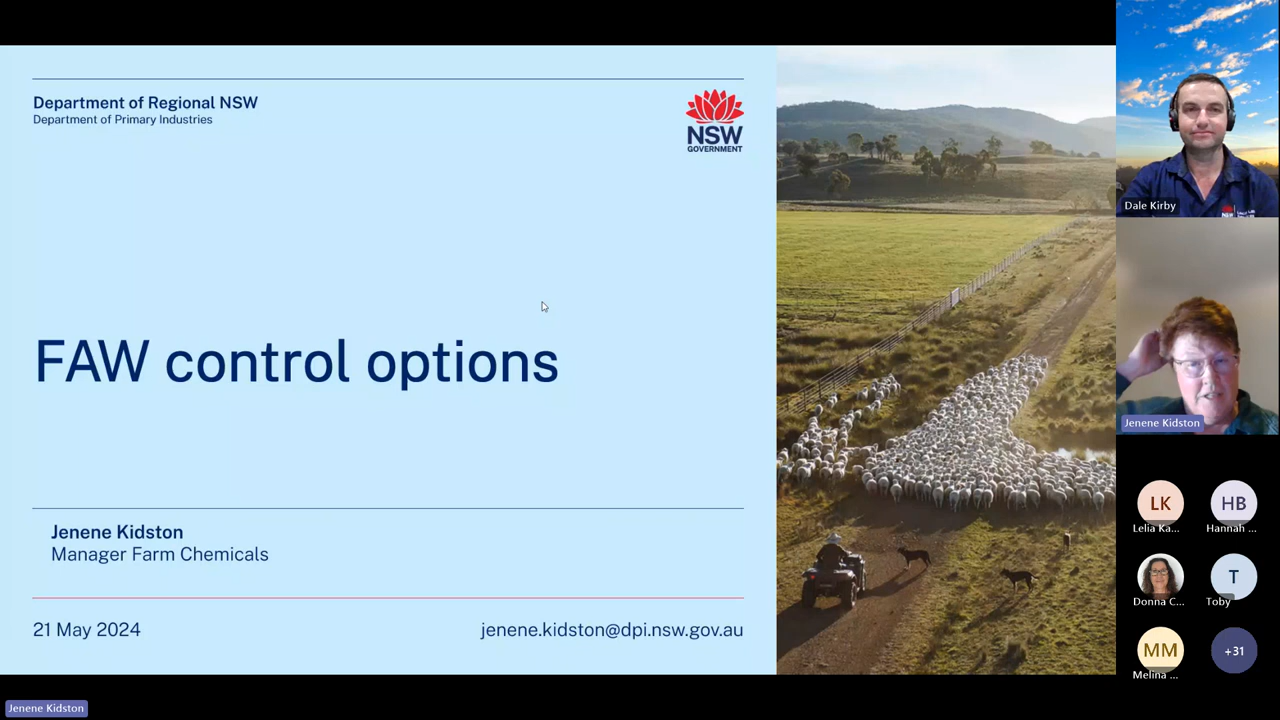 Department of Regional NSW
Department of Primary Industries
NSW
GOVERNMENT
FAW control options
Jenene Kidston
Manager Farm Chemicals
21 May 2024
jenene.kidston@dpi.nsw.gov.au
Dale Kirby
Jenene Kidston
LK
HB
Lelia Ka...
Hannah ...
T
Donna C...
Toby
MM
+31
Melina ...
Jenene Kidston